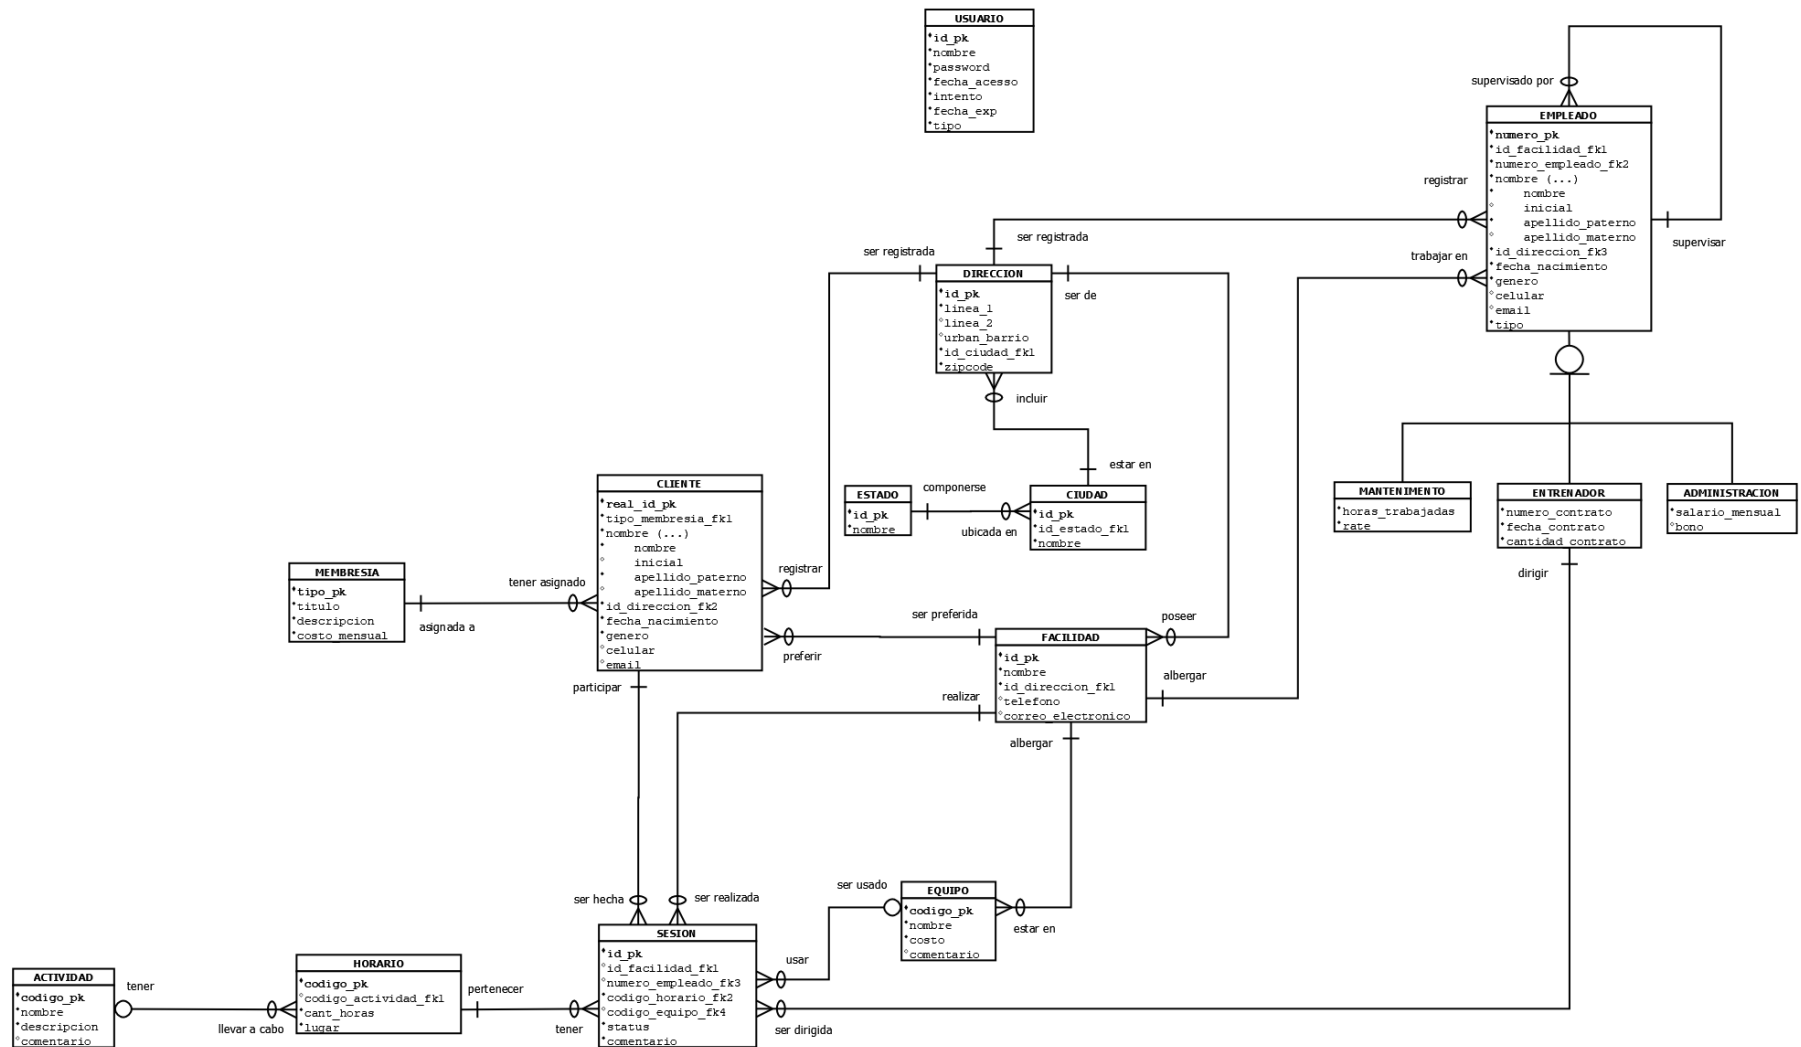 USUARIO
id_pk
nombre
password
fecha_acesso
intento
fecha_exp
tipo
supervisado por
EMPLEADO
numero_pk
id_facilidad_fk1
numero_empleado_fk2
nombre (...)
nombre
inicial
apellido_paterno
apellido_materno
id_direccion_fk3
fecha_nacimiento
genero
celular
email
tipo
registrar
supervisar
trabajar en
ser registrada
ser registrada
DIRECCION
id_pk
linea_1
linea_2
urban_barrio
id_ciudad_fk1
zipcode
ser de
incluir
estar en
ESTADO
id_pk
nombre
componerse
ubicada en
CIUDAD
id_pk
id_estado_fk1
nombre
MANTENIMENTO
horas_trabajadas
rate
ENTRENADOR
numero_contrato
fecha_contrato
cantidad_contrato
ADMINISTRACION
salario_mensual
bono
dirigir
CLIENTE
real_id_pk
tipo_membresia_fk1
nombre (...)
nombre
inicial
apellido_paterno
apellido_materno
id_direccion_fk2
fecha_nacimiento
genero
celular
email
MEMBRESIA
tipo_pk
titulo
descripcion
costo_mensual
tener asignado
asignada a
registrar
ser preferida
preferir
poseer
FACILIDAD
id_pk
nombre
id_direccion_fk1
telefono
correo_electronico
albergar
participar
realizar
albergar
ser hecha
ser realizada
ser usado
EQUIPO
codigo_pk
nombre
costo
comentario
estar en
SESION
id_pk
id_facilidad_fk1
numero_empleado_fk3
codigo_horario_fk2
codigo_equipo_fk4
status
comentario
usar
ser dirigida
HORARIO
codigo_pk
codigo_actividad_fk1
cant_horas
lugar
pertenecer
tener
ACTIVIDAD
codigo_pk
nombre
descripcion
comentario
tener
llevar a cabo